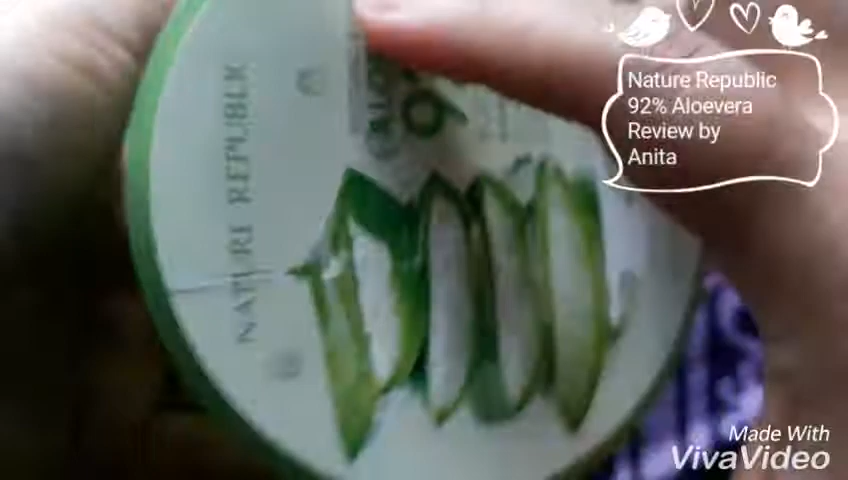 Nature Republic
92% Aloevera
Review by
Anita
NATURE REPUBLIC
Made With
VivaVideo